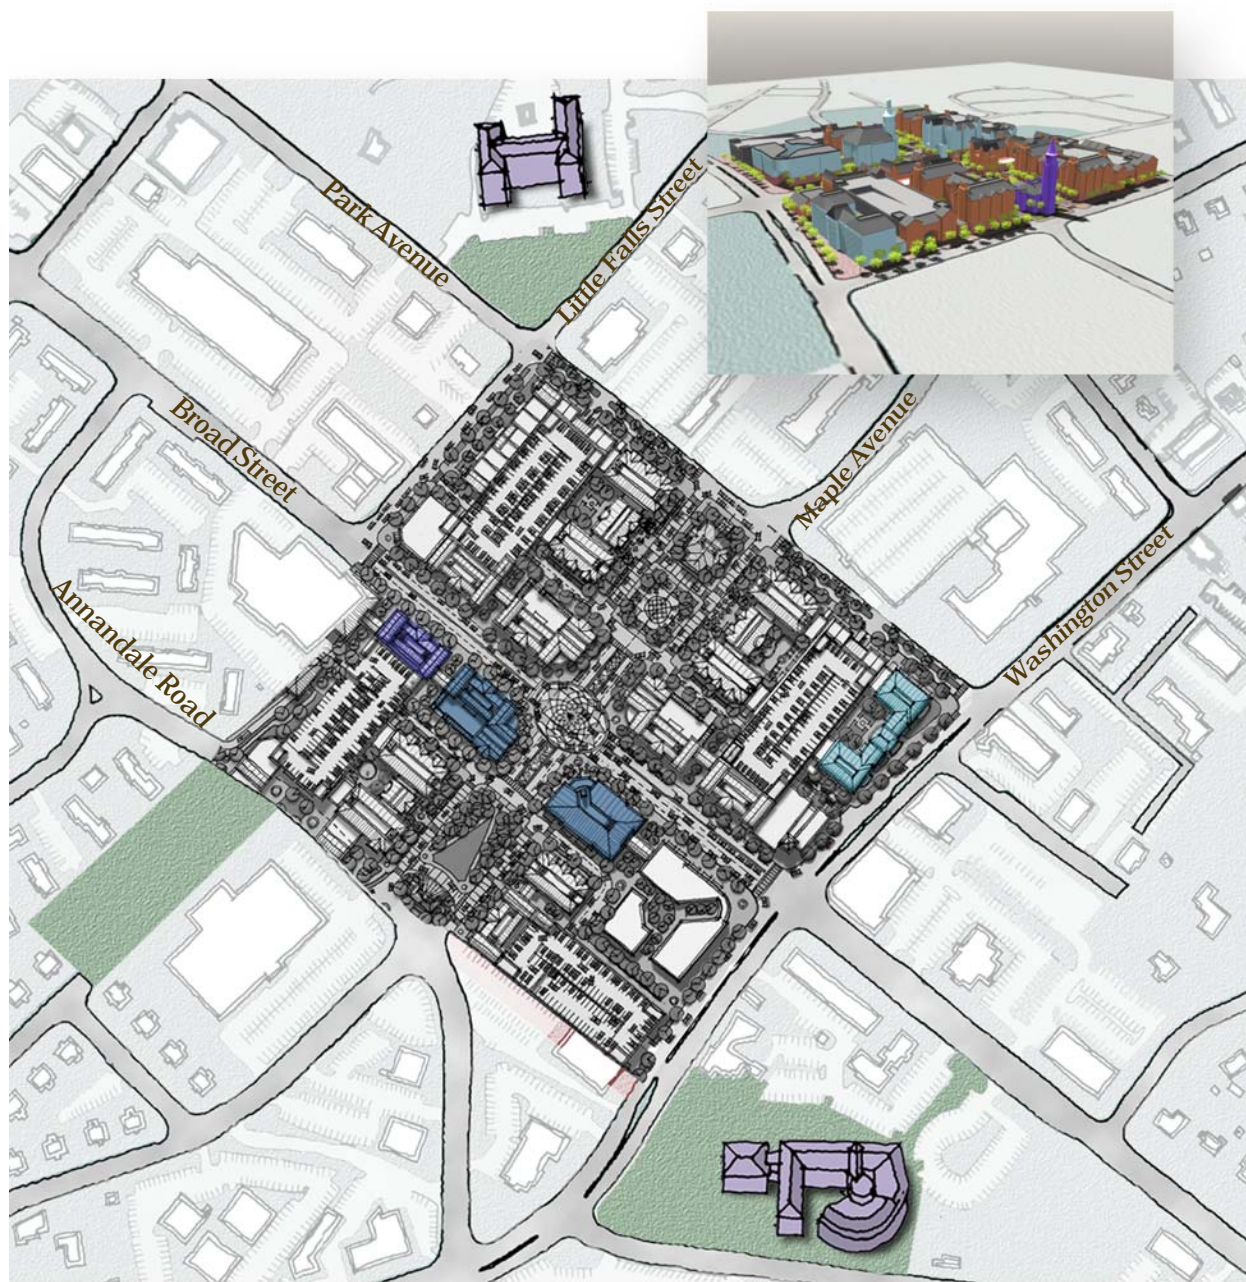 Park Avenue
Little Falls Street
Broad Street
Maple Avenue
Annandale Road
Washington Street